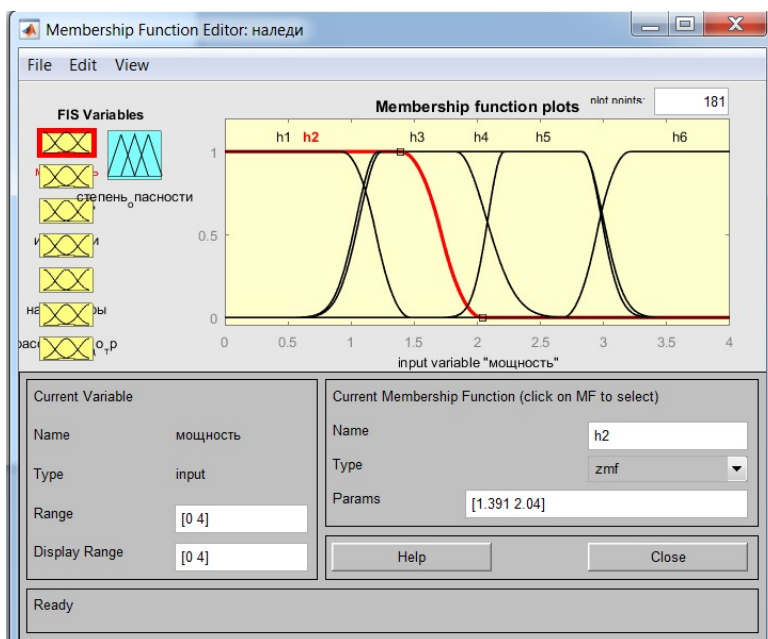 Membership Function Editor: наледи
File Edit View
FIS Variables
Membership function plots
plot points:
181
h1 h2 h3 h4 h5 h6
степень_опасности
1
0.5
0
0 0.5 1 1.5 2 2.5 3 3.5 4
input variable "мощность"
Current Variable
Name мощность
Type input
Range [0 4]
Display Range [0 4]
Current Membership Function (click on MF to select)
Name h2
Type zmf
Params [1.391 2.04]
Help Close
Ready